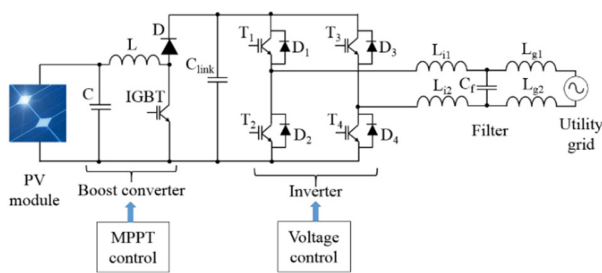 D
T1
T3
L
D1
D3
Li1
Lg1
Clink
C
IGBT
Cf
Li2
Lg2
T2
T4
D2
D4
Filter
Utility
grid
PV
module
Boost converter
Inverter
MPPT
control
Voltage
control